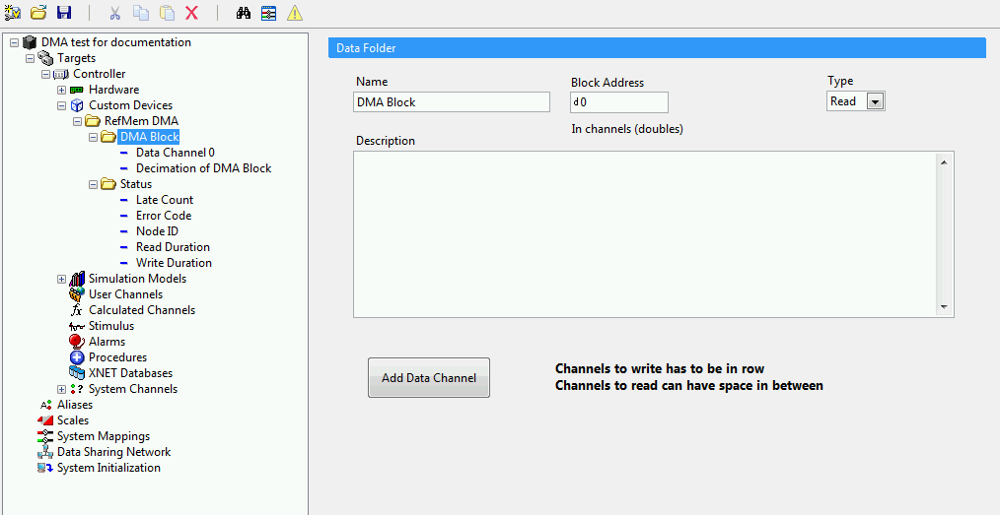 DMA test for documentation
Targets
Controller
Hardware
Custom Devices
RefMem DMA
DMA Block
Data Channel 0
Decimation of DMA Block
Status
Late Count
Error Code
Node ID
Read Duration
Write Duration
Simulation Models
User Channels
Calculated Channels
Stimulus
Alarms
Procedures
XNET Databases
System Channels
Aliases
Scales
System Mappings
Data Sharing Network
System Initialization
Data Folder
Name
DMA Block
Block Address
d 0
In channels (doubles)
Type
Read
Description
Add Data Channel
Channels to write has to be in row
Channels to read can have space in between